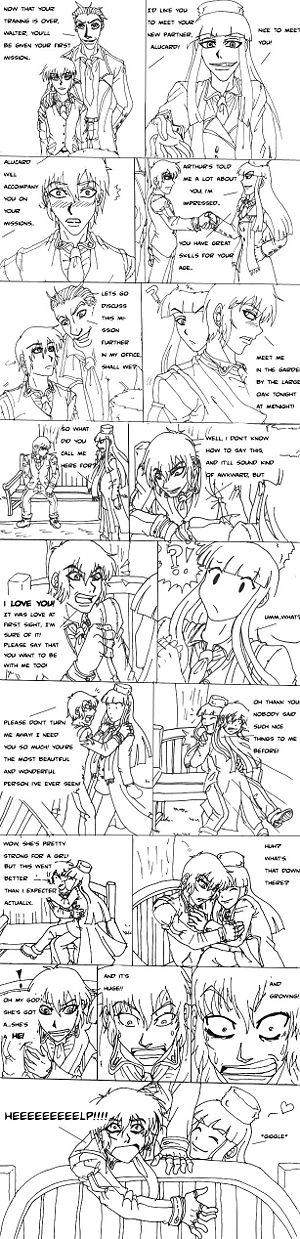 NOW THAT YOUR
TRAINING IS OVER,
WALTER, YOU'LL
BE GIVEN YOUR FIRST
MISSION.
I'D LIKE YOU
TO MEET YOUR
NEW PARTNER,
ALUCARD!
NICE TO MEET
YOU!
ALUCARD
WILL
ACCOMPANY
YOU ON
YOUR
MISSIONS.
ARTHUR'S TOLD
ME A LOT ABOUT
YOU, I'M
IMPRESSED.
YOU HAVE GREAT
SKILLS FOR YOUR
AGE.
LETS GO
DISCUSS
THIS MI-
SSION
FURTHER
IN MY OFFICE,
SHALL WE?
MEET ME
IN THE GARDEN
BY THE LARGE
OAK TONIGHT
AT MIDNIGHT!
SO WHAT
DID YOU
CALL ME
HERE FOR?
WELL, I DON'T KNOW
HOW TO SAY THIS,
AND IT'LL SOUND KIND
OF AWKWARD, BUT
I LOVE YOU!
IT WAS LOVE AT
FIRST SIGHT, I'M
SURE OF IT!
PLEASE SAY THAT
YOU WANT TO BE
WITH ME TOO!
?!
UMM..WHAT?
PLEASE DON'T TURN
ME AWAY! I NEED
YOU SO MUCH! YOU'RE
THE MOST BEAUTIFUL
AND WONDERFUL
PERSON I'VE EVER SEEN!
OH THANK YOU!
NOBODY SAID
SUCH NICE
THINGS TO ME
BEFORE!
WOW, SHE'S PRETTY
STRONG FOR A GIRL!
BUT THIS WENT
BETTER
THAN I EXPECTED
ACTUALLY.
HUH?
WHAT'S
THAT DOWN
THERE?
!
OH MY GOD!
SHE'S GOT
A...SHE'S
A HE!
AND IT'S
HUGE!!
AND
GROWING!
HEEEEEEEEELP!!!!
*GIGGLE*